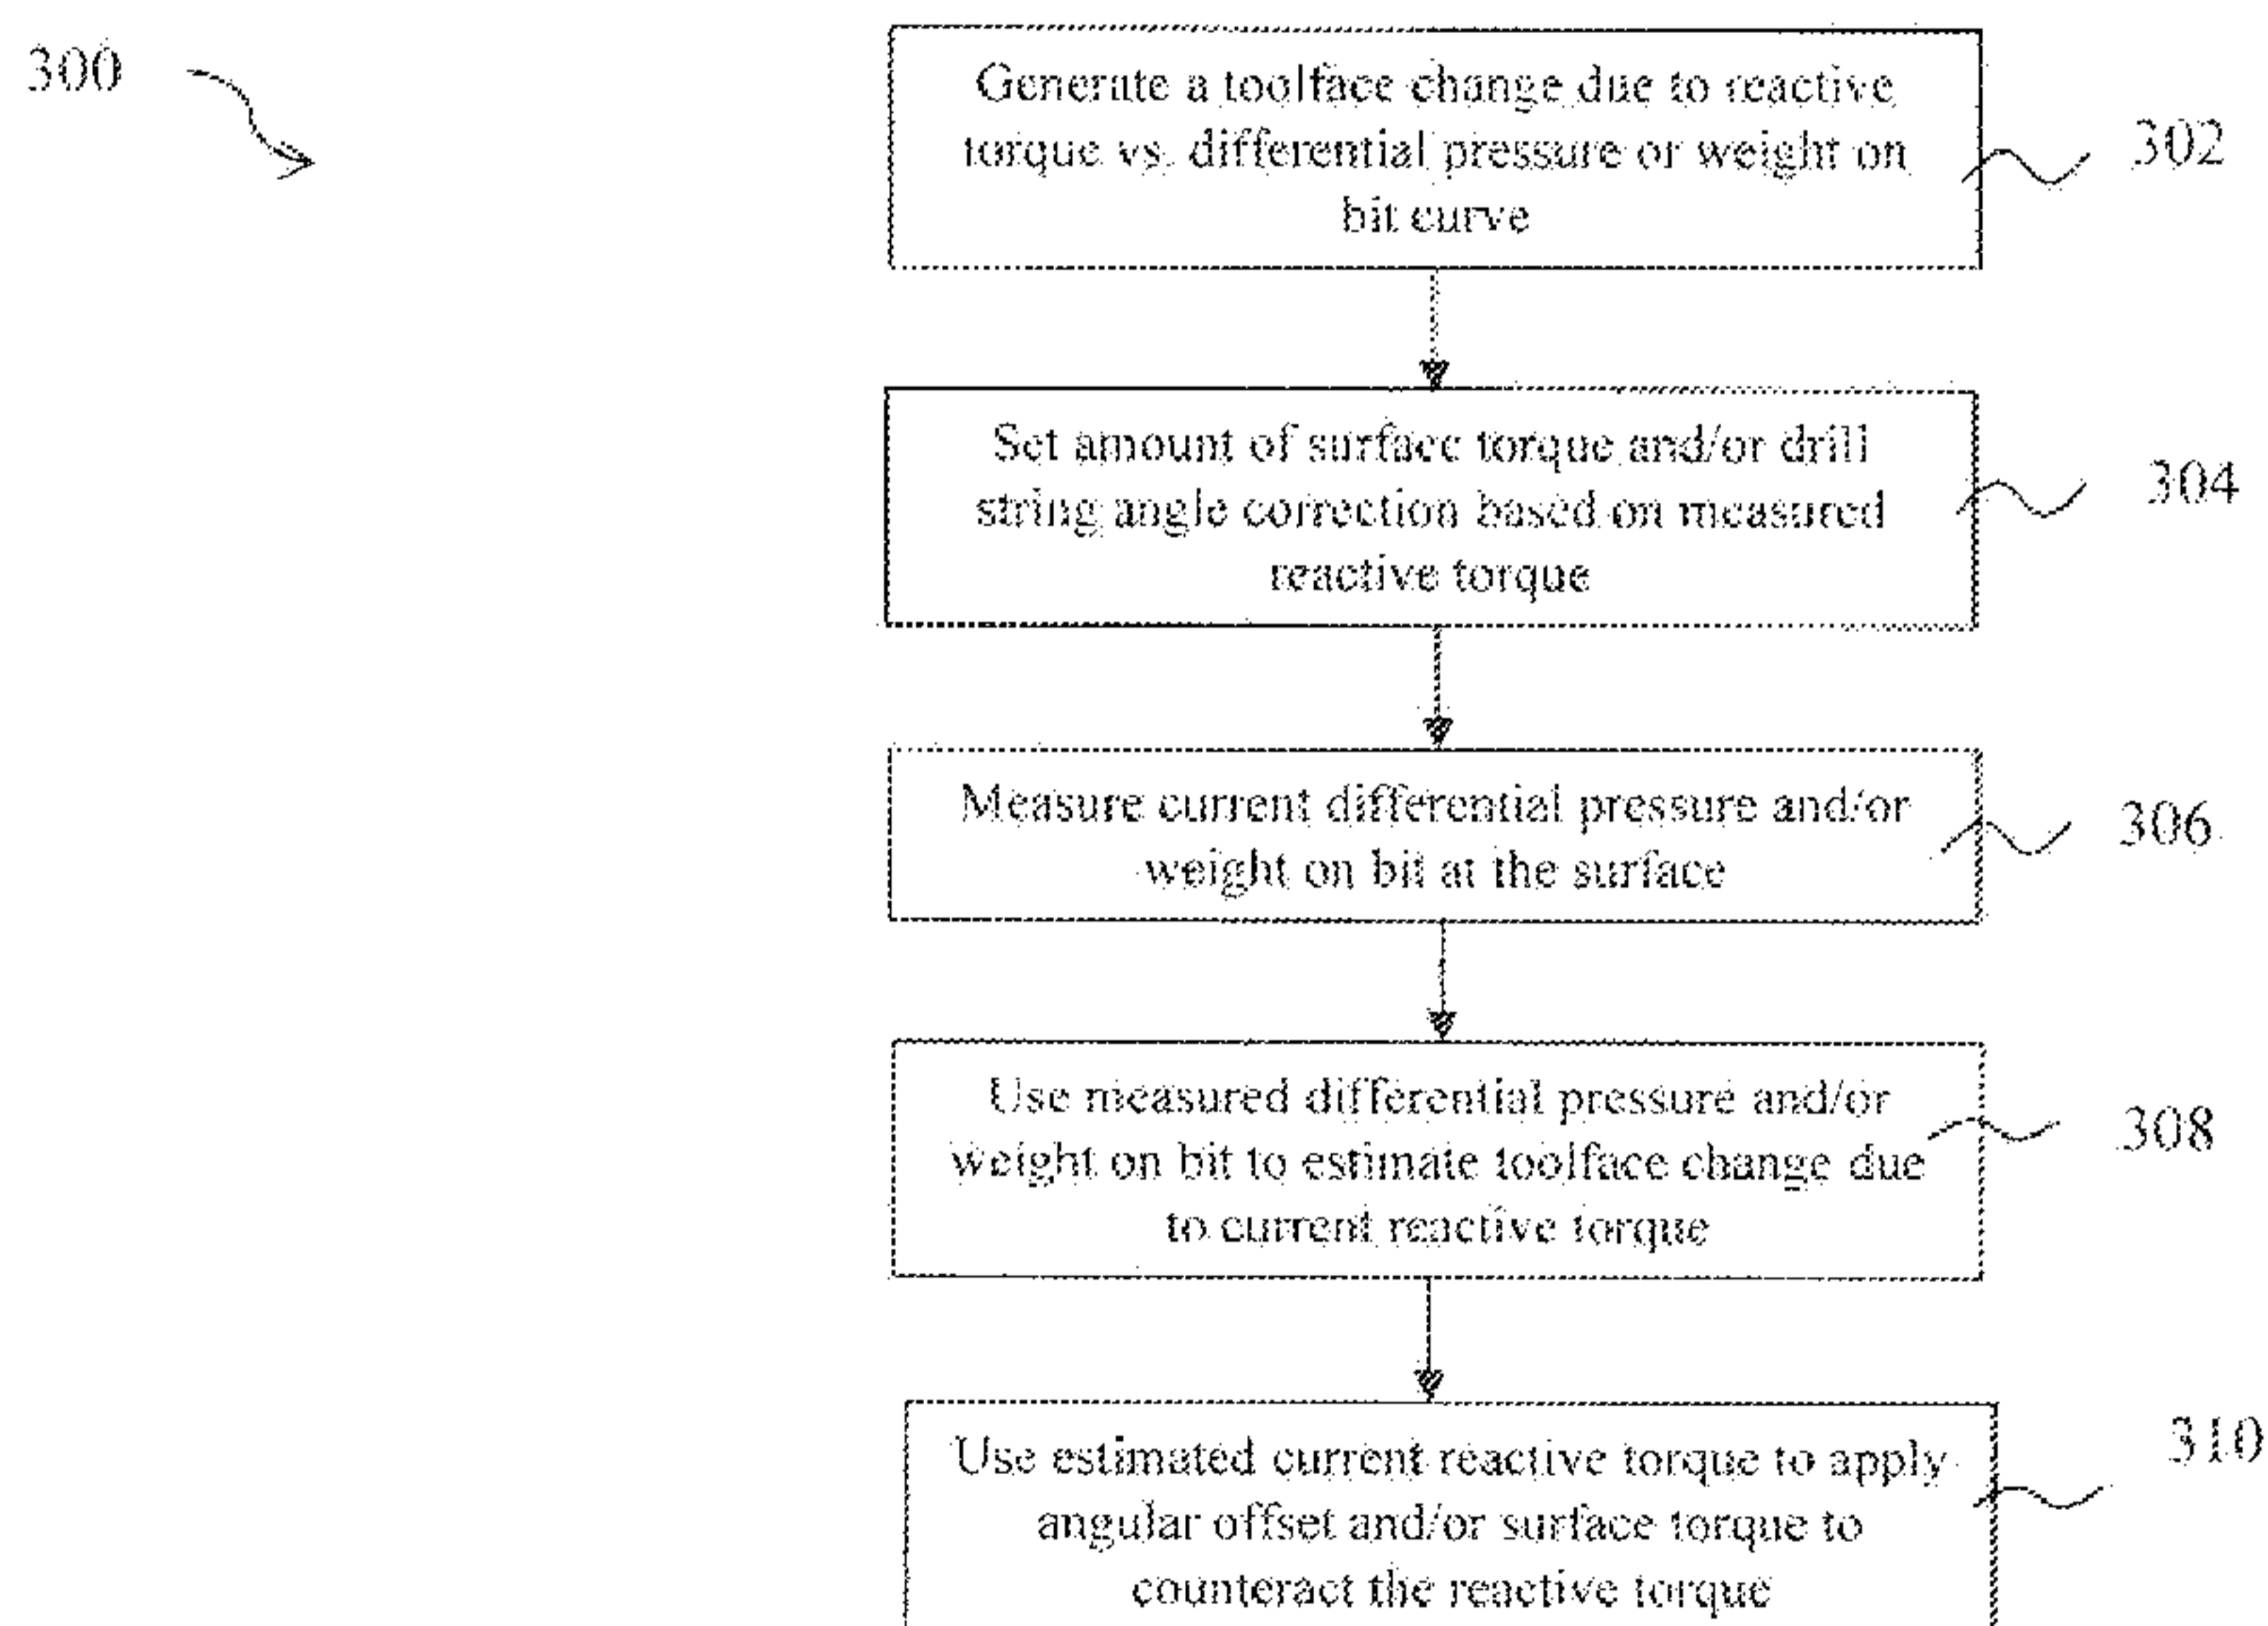 300
Generate a toolface change due to reactive
torque vs. differential pressure or weight on
bit curve
302
Set amount of surface torque and/or drill
string angle correction based on measured
reactive torque
304
Measure current differential pressure and/or
weight on bit at the surface
306
Use measured differential pressure and/or
weight on bit to estimate toolface change due
to current reactive torque
308
Use estimated current reactive torque to apply
angular offset and/or surface torque to
counteract the reactive torque
310